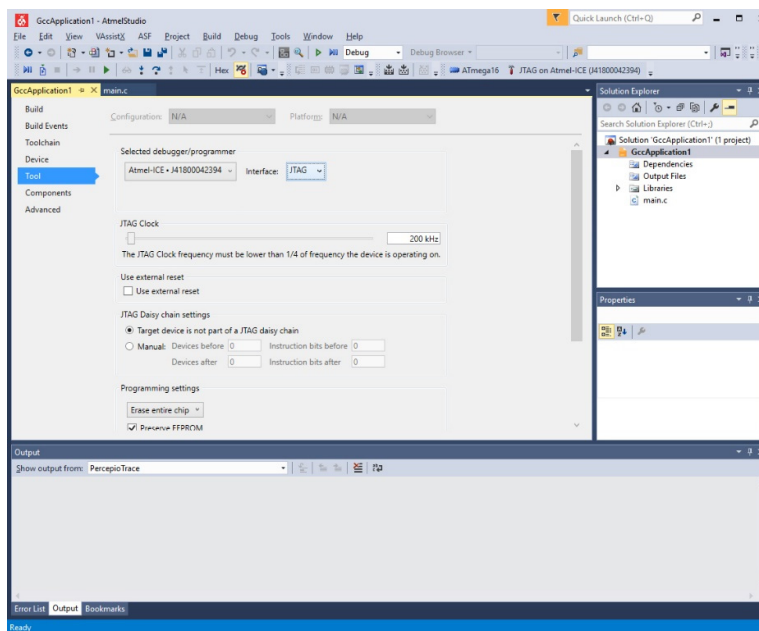 GccApplication1 - AtmelStudio
Quick Launch (Ctrl+Q)
File Edit View VAssistX ASF Project Build Debug Tools Window Help
Debug Debug Browser
Hex ATmega16 JTAG on Atmel-ICE (J41800042394)
GccApplication1 main.c
Build
Build Events
Toolchain
Device
Tool
Components
Advanced
Configuration: N/A Platform: N/A
Selected debugger/programmer
Atmel-ICE • J41800042394 Interface: JTAG
JTAG Clock
200 kHz
The JTAG Clock frequency must be lower than 1/4 of frequency the device is operating on.
Use external reset
Use external reset
JTAG Daisy chain settings
Target device is not part of a JTAG daisy chain
Manual: Devices before 0 Instruction bits before 0
Devices after 0 Instruction bits after 0
Programming settings
Erase entire chip
Preserve EEPROM
Solution Explorer
Search Solution Explorer (Ctrl+;)
Solution 'GccApplication1' (1 project)
GccApplication1
Dependencies
Output Files
Libraries
main.c
Properties
Output
Show output from: PercepioTrace
Error List Output Bookmarks
Ready